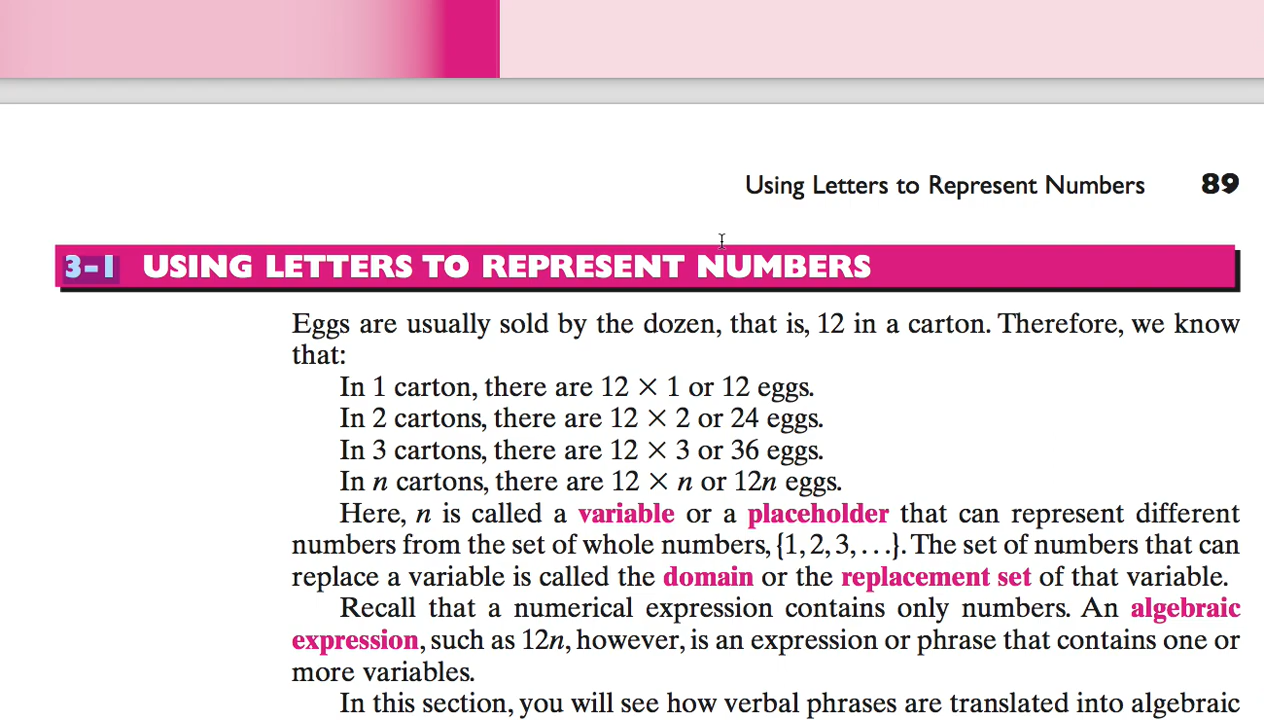 Using Letters to Represent Numbers 89
3-1 USING LETTERS TO REPRESENT NUMBERS
Eggs are usually sold by the dozen, that is, 12 in a carton. Therefore, we know
that:
In 1 carton, there are 12 × 1 or 12 eggs.
In 2 cartons, there are 12 × 2 or 24 eggs.
In 3 cartons, there are 12 × 3 or 36 eggs.
In n cartons, there are 12 × n or 12n eggs.
Here, n is called a variable or a placeholder that can represent different
numbers from the set of whole numbers, {1, 2, 3, . . .}. The set of numbers that can
replace a variable is called the domain or the replacement set of that variable.
Recall that a numerical expression contains only numbers. An algebraic
expression, such as 12n, however, is an expression or phrase that contains one or
more variables.
In this section, you will see how verbal phrases are translated into algebraic